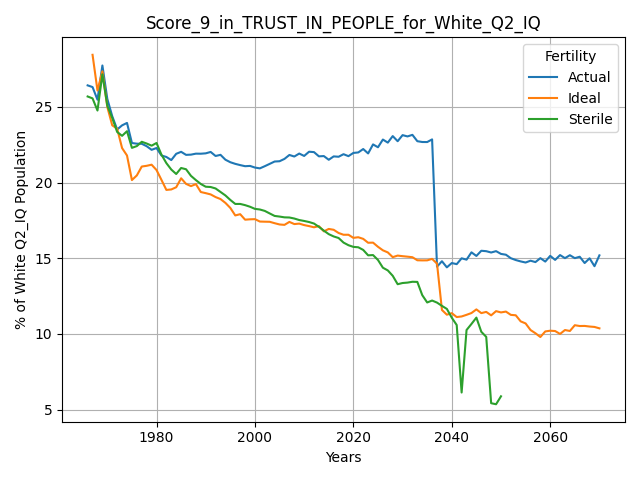 Score_9_in_TRUST_IN_PEOPLE_for_White_Q2_IQ
Fertility
Actual
Ideal
Sterile
% of White Q2_IQ Population
25
20
15
10
5
1980
2000
2020
2040
2060
Years